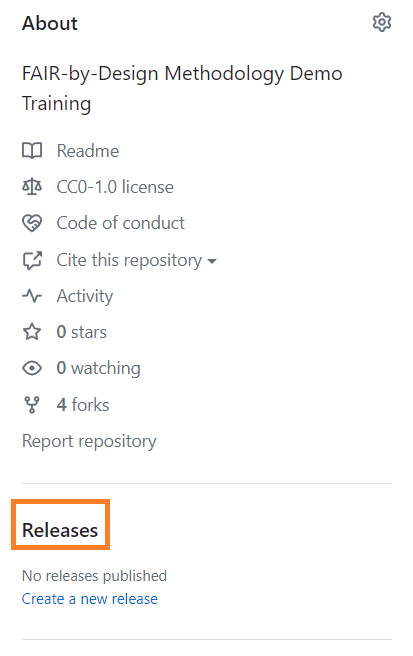 About
FAIR-by-Design Methodology Demo
Training
Readme
CC0-1.0 license
Code of conduct
Cite this repository
Activity
0 stars
0 watching
4 forks
Report repository
Releases
No releases published
Create a new release